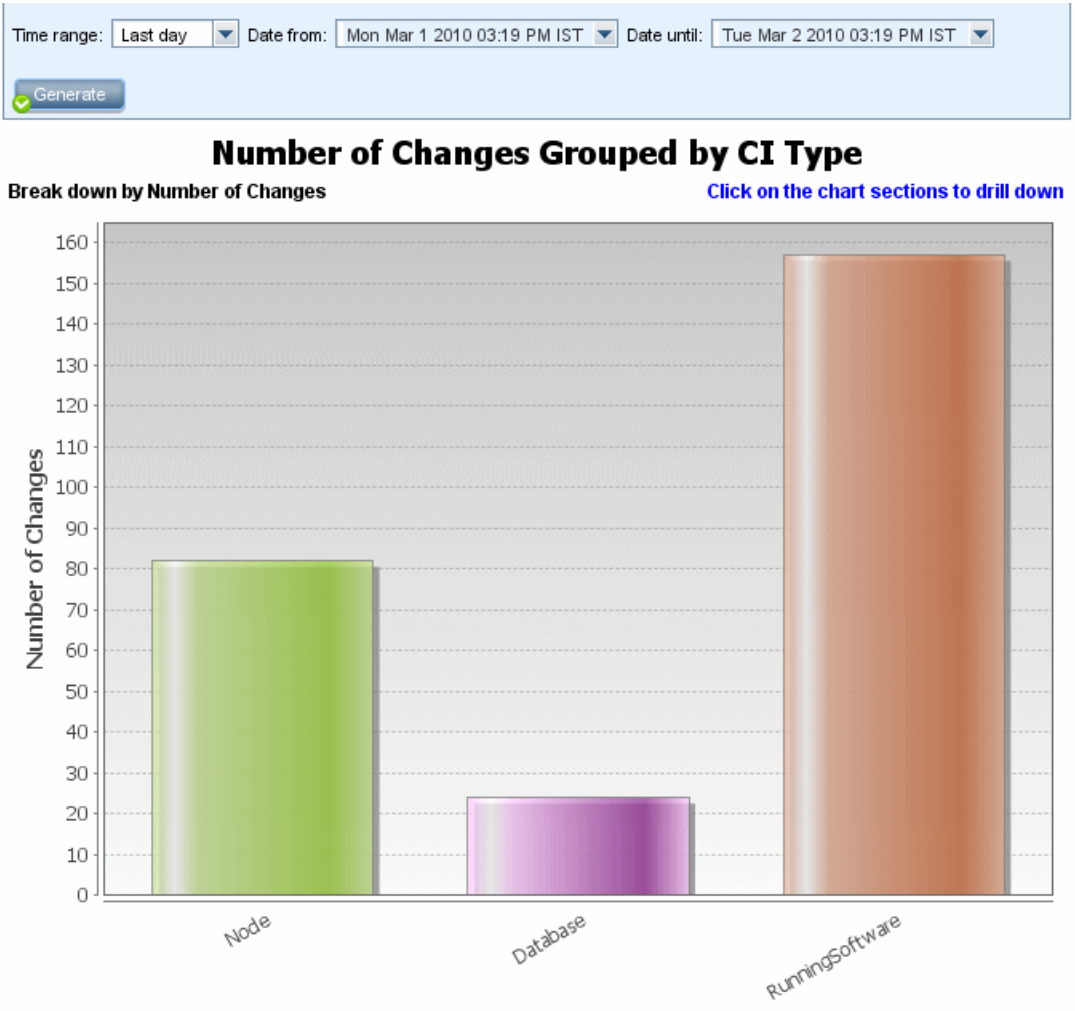 Time range: Last day Date from: Mon Mar 1 2010 03:19 PM IST Date until: Tue Mar 2 2010 03:19 PM IST
Generate
Number of Changes Grouped by CI Type
Break down by Number of Changes Click on the chart sections to drill down
Number of Changes
160
150
140
130
120
110
100
90
80
70
60
50
40
30
20
10
0
Node Database RunningSoftware